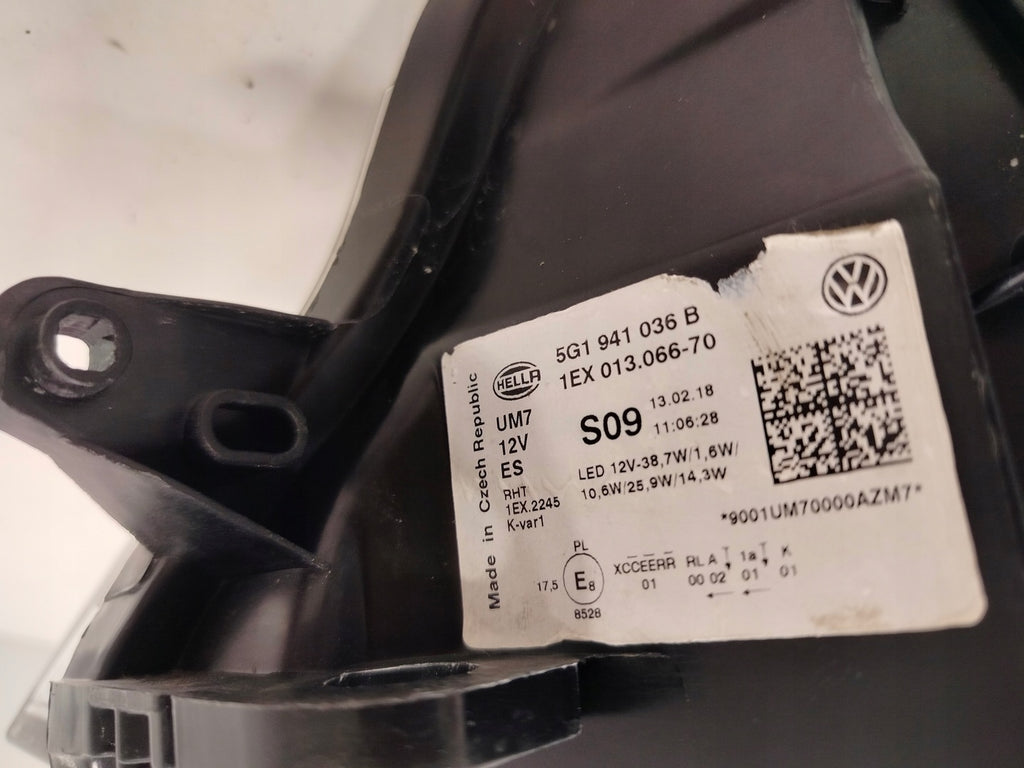 5G1 941 036 B
1EX 013.066-70
HELLA
Made in Czech Republic
UM7
12V
ES
RHT
1EX.2245
K-var1
S09
13.02.18
11:06:28
LED 12V-38,7W/1,6W/
10,6W/25,9W/14,3W
*9001UM70000AZM7*
PL
17,5
E8
8528
XCCEERR RL A 1a K
01 00 02 01 01